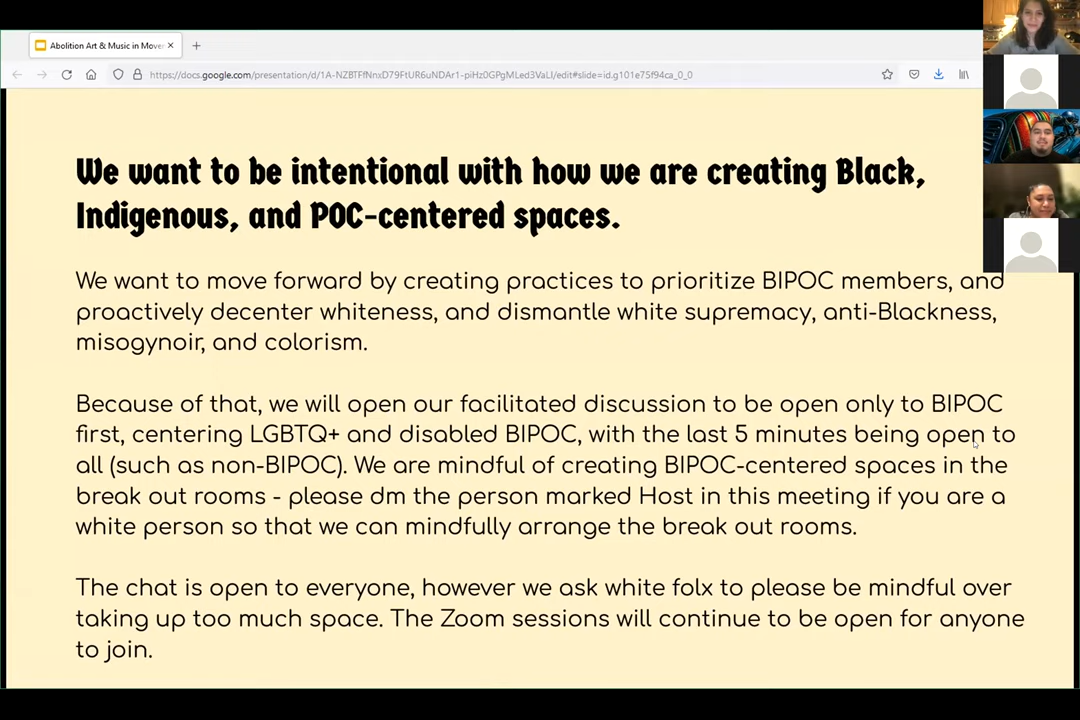 Abolition Art & Music in Mover
https://docs.google.com/presentation/d/1A-NZBTFfNnxD79FtUR6uNDAr1-piHz0GPgMLed3VaLI/edit#slide=id.g101e75f94ca_0_0
We want to be intentional with how we are creating Black,
Indigenous, and POC-centered spaces.
We want to move forward by creating practices to prioritize BIPOC members, and
proactively decenter whiteness, and dismantle white supremacy, anti-Blackness,
misogynoir, and colorism.
Because of that, we will open our facilitated discussion to be open only to BIPOC
first, centering LGBTQ+ and disabled BIPOC, with the last 5 minutes being open to
all (such as non-BIPOC). We are mindful of creating BIPOC-centered spaces in the
break out rooms - please dm the person marked Host in this meeting if you are a
white person so that we can mindfully arrange the break out rooms.
The chat is open to everyone, however we ask white folx to please be mindful over
taking up too much space. The Zoom sessions will continue to be open for anyone
to join.